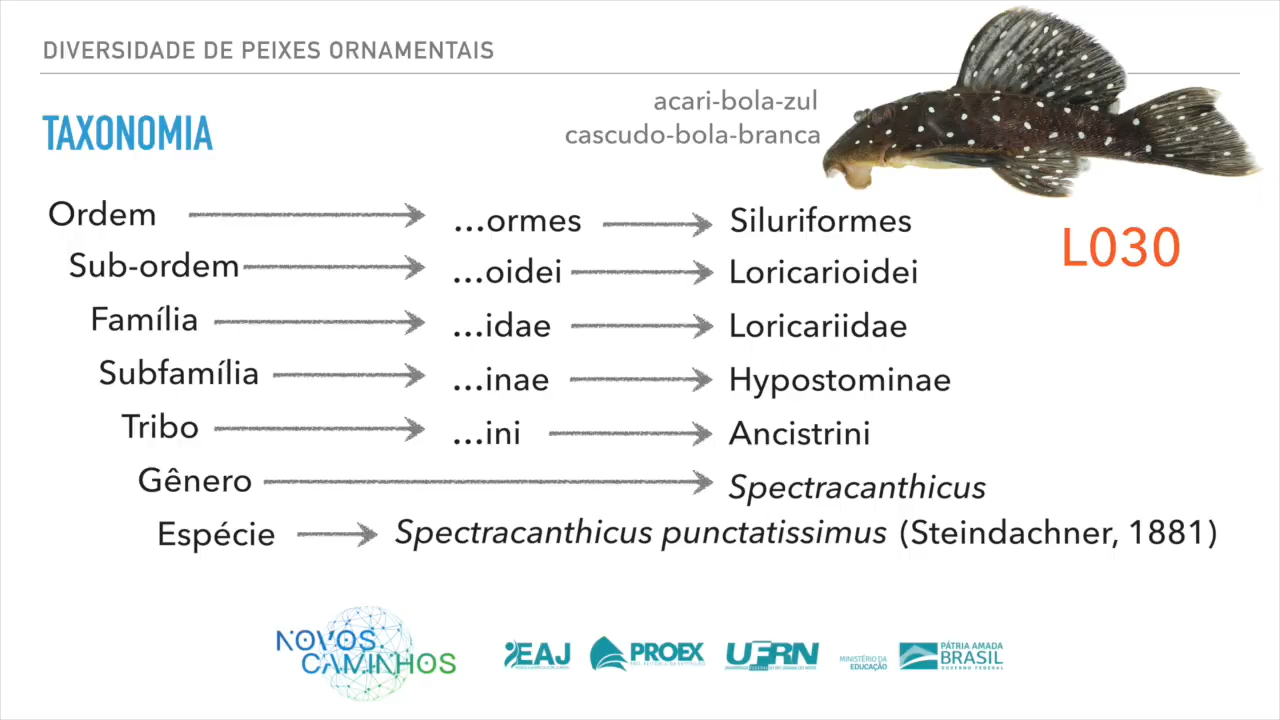 DIVERSIDADE DE PEIXES ORNAMENTAIS
TAXONOMIA
acari-bola-zul
cascudo-bola-branca
L030
Ordem …ormes Siluriformes
Sub-ordem …oidei Loricarioidei
Família …idae Loricariidae
Subfamília …inae Hypostominae
Tribo …ini Ancistrini
Gênero Spectracanthicus
Espécie Spectracanthicus punctatissimus (Steindachner, 1881)
NOVOS CAMINHOS
EAJ
PROEX
UFRN
MINISTÉRIO DA EDUCAÇÃO
PÁTRIA AMADA
BRASIL
GOVERNO FEDERAL